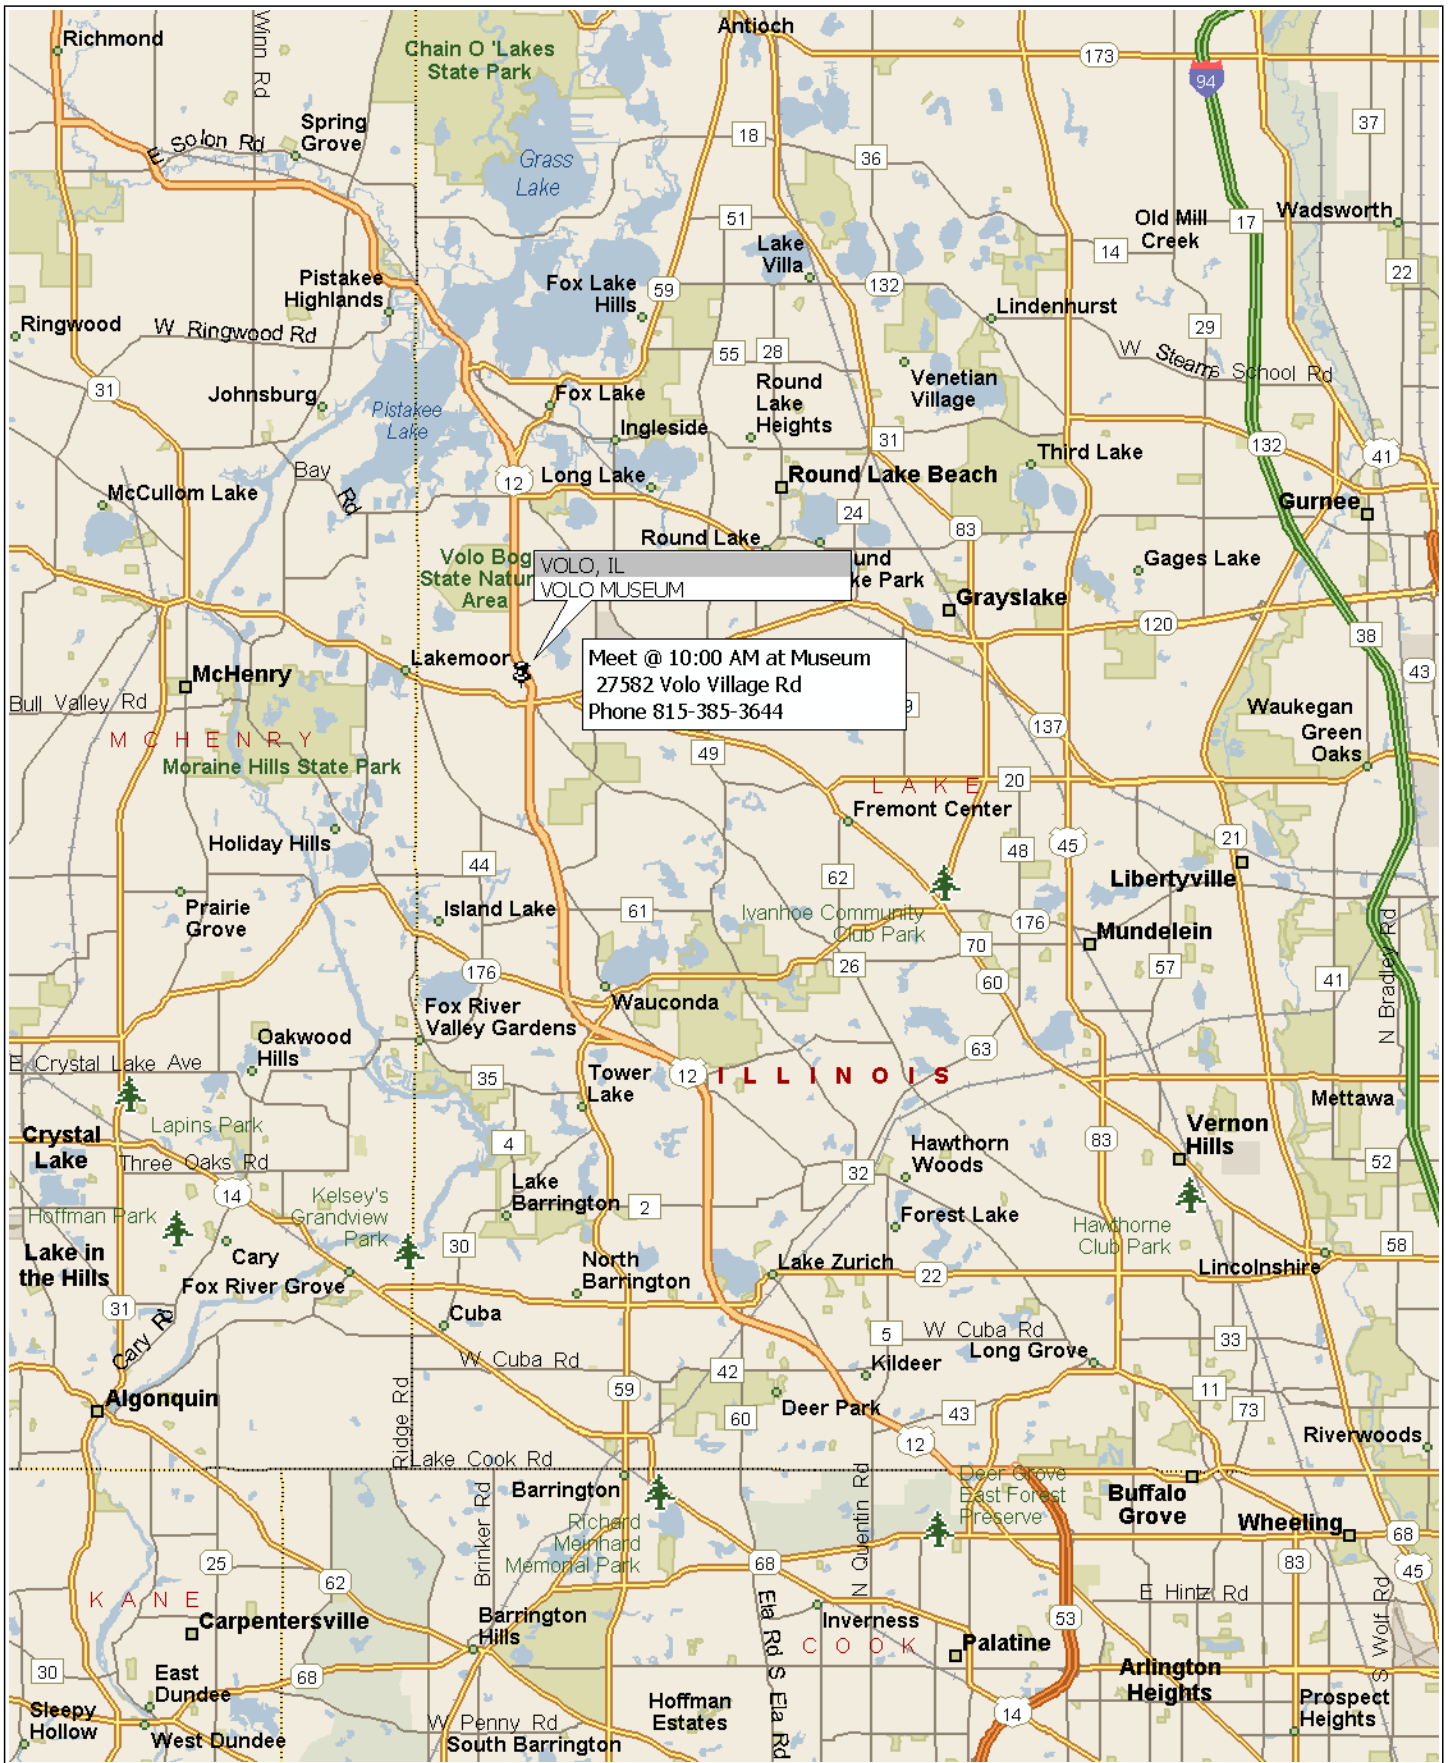 Richmond
Winn Rd
Chain O 'Lakes
State Park
Antioch
173
94
37
E Solon Rd
Spring
Grove
18
36
Grass
Lake
51
Old Mill
Creek
17
Wadsworth
14
Lake
Villa
22
Pistakee
Highlands
Fox Lake
Hills
59
132
Lindenhurst
Ringwood
W Ringwood Rd
29
55
28
W Stearns School Rd
31
Johnsburg
Pistakee
Lake
Fox Lake
Round
Lake
Heights
Venetian
Village
Ingleside
31
Third Lake
132
41
Bay Rd
12
Long Lake
Round Lake Beach
McCullom Lake
24
83
Gurnee
Volo Bog
State Natur
Area
Round Lake
VOLO, IL
VOLO MUSEUM
und
ke Park
Gages Lake
Grayslake
120
38
43
Lakemoor
Meet @ 10:00 AM at Museum
27582 Volo Village Rd
Phone 815-385-3644
McHenry
Bull Valley Rd
9
Waukegan
Green
Oaks
137
MCHENRY
Moraine Hills State Park
49
LAKE
20
Fremont Center
Holiday Hills
44
48
45
21
62
Libertyville
Prairie
Grove
Island Lake
61
Ivanhoe Community
Club Park
176
Mundelein
70
N Bradley Rd
176
26
57
41
60
Fox River
Valley Gardens
Wauconda
Oakwood
Hills
63
E Crystal Lake Ave
35
Tower
Lake
12
ILLINOIS
Mettawa
Lapins Park
Crystal
Lake
4
83
Vernon
Hills
Hawthorn
Woods
Three Oaks Rd
32
52
14
Kelsey's
Grandview
Park
Lake
Barrington
2
Hoffman Park
Forest Lake
Hawthorne
Club Park
30
58
Lake in
the Hills
Cary
North
Barrington
Lake Zurich
22
Lincolnshire
Fox River Grove
31
Cuba
Cary Rd
5
W Cuba Rd
33
Long Grove
W Cuba Rd
42
Kildeer
59
11
Algonquin
Ridge Rd
60
Deer Park
43
73
12
Riverwoods
Lake Cook Rd
Barrington
Deer Grove
East Forest
Preserve
Buffalo
Grove
Brinker Rd
Richard
Meinhard
Memorial Park
N Quentin Rd
Wheeling
68
25
62
68
83
45
KANE
Carpentersville
Barrington
Hills
Ela Rd
Inverness
COOK
53
E Hintz Rd
S Wolf Rd
Palatine
30
East
Dundee
68
S Ela Rd
Arlington
Heights
Sleepy
Hollow
West Dundee
W Penny Rd
South Barrington
Hoffman
Estates
14
Prospect
Heights